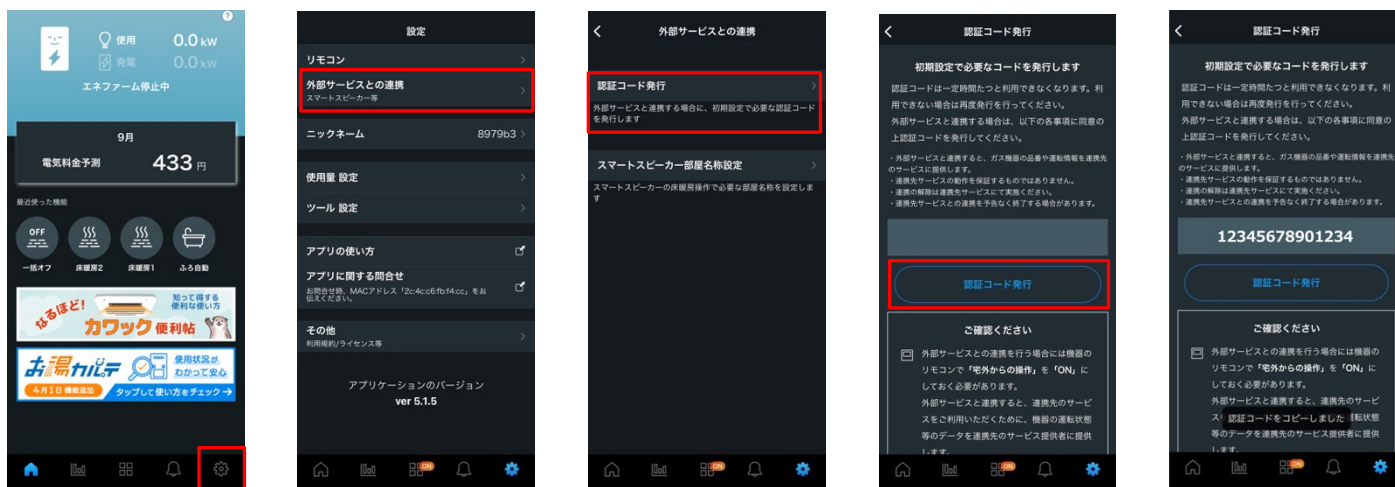 ?
使用 0.0 kW
発電 0.0 kW
エネファーム停止中
9月
電気料金予測 433 円
最近使った機能
OFF
一括オフ 床暖房2 床暖房1 ふろ自動
なるほど! カワック便利帖 知って得する
便利な使い方
お湯カルテ 使用状況が
わかって安心
4月1日 機能追加 タップして使い方をチェック→
設定
リモコン
外部サービスとの連携
スマートスピーカー等
ニックネーム 8979b3
使用量 設定
ツール 設定
アプリの使い方
アプリに関する問合せ
お問合せ時、MACアドレス「2c:4c:c6:fb:f4:cc」をお
伝えください。
その他
利用規約/ライセンス等
アプリケーションのバージョン
ver 5.1.5
ON
外部サービスとの連携
認証コード発行
外部サービスと連携する場合に、初期設定で必要な認証コード
を発行します
スマートスピーカー部屋名称設定
スマートスピーカーの床暖房操作で必要な部屋名称を設定しま
す
ON
認証コード発行
初期設定で必要なコードを発行します
認証コードは一定時間たつと利用できなくなります。利
用できない場合は再度発行を行ってください。
外部サービスと連携する場合は、以下の各事項に同意の
上認証コードを発行してください。
・外部サービスと連携すると、ガス機器の品番や運転情報を連携先
のサービスに提供します。
・連携先サービスの動作を保証するものではありません。
・連携の解除は連携先サービスにて実施ください。
・連携先サービスとの連携を予告なく終了する場合があります。
認証コード発行
ご確認ください
外部サービスとの連携を行う場合には機器の
リモコンで「宅外からの操作」を「ON」に
しておく必要があります。
外部サービスと連携すると、連携先のサービ
スをご利用いただくために、機器の運転状態
等のデータを連携先のサービス提供者に提供
します。
ON
認証コード発行
初期設定で必要なコードを発行します
認証コードは一定時間たつと利用できなくなります。利
用できない場合は再度発行を行ってください。
外部サービスと連携する場合は、以下の各事項に同意の
上認証コードを発行してください。
・外部サービスと連携すると、ガス機器の品番や運転情報を連携先
のサービスに提供します。
・連携先サービスの動作を保証するものではありません。
・連携の解除は連携先サービスにて実施ください。
・連携先サービスとの連携を予告なく終了する場合があります。
12345678901234
認証コード発行
ご確認ください
外部サービスとの連携を行う場合には機器の
リモコンで「宅外からの操作」を「ON」に
しておく必要があります。
外部サービスと連携すると、連携先のサービ
ス 認証コードをコピーしました 転状態
等のデータを連携先のサービス提供者に提供
します。
ON